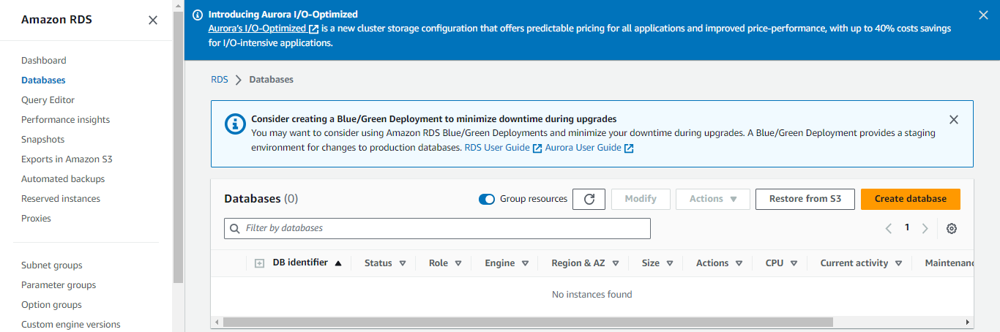 Amazon RDS
Dashboard
Databases
Query Editor
Performance insights
Snapshots
Exports in Amazon S3
Automated backups
Reserved instances
Proxies
Subnet groups
Parameter groups
Option groups
Custom engine versions
Introducing Aurora I/O-Optimized
Aurora's I/O-Optimized is a new cluster storage configuration that offers predictable pricing for all applications and improved price-performance, with up to 40% costs savings
for I/O-intensive applications.
RDS Databases
Consider creating a Blue/Green Deployment to minimize downtime during upgrades
You may want to consider using Amazon RDS Blue/Green Deployments and minimize your downtime during upgrades. A Blue/Green Deployment provides a staging
environment for changes to production databases. RDS User Guide Aurora User Guide
Databases (0) Group resources Modify Actions Restore from S3 Create database
Filter by databases 1
DB identifier Status Role Engine Region & AZ Size Actions CPU Current activity Maintenanc
No instances found